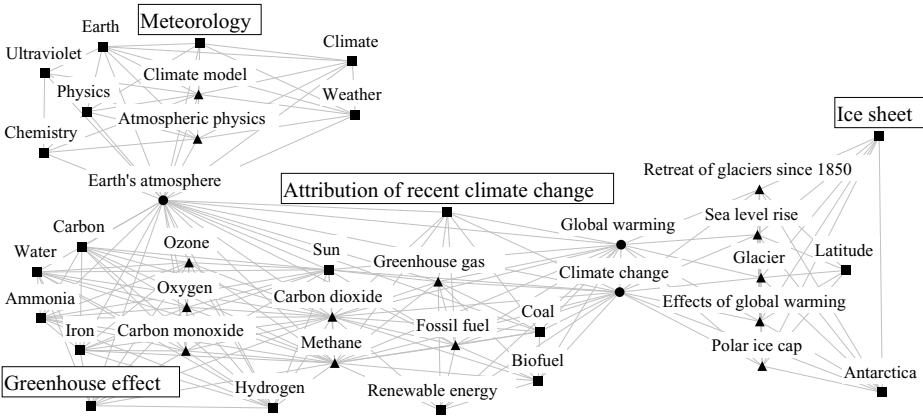 Earth
Meteorology
Climate
Ultraviolet
Climate model
Physics
Weather
Atmospheric physics
Chemistry
Ice sheet
Earth's atmosphere
Attribution of recent climate change
Retreat of glaciers since 1850
Carbon
Ozone
Global warming
Sea level rise
Water
Sun
Greenhouse gas
Glacier
Latitude
Climate change
Ammonia
Oxygen
Carbon dioxide
Effects of global warming
Iron
Carbon monoxide
Coal
Fossil fuel
Methane
Polar ice cap
Biofuel
Greenhouse effect
Hydrogen
Renewable energy
Antarctica